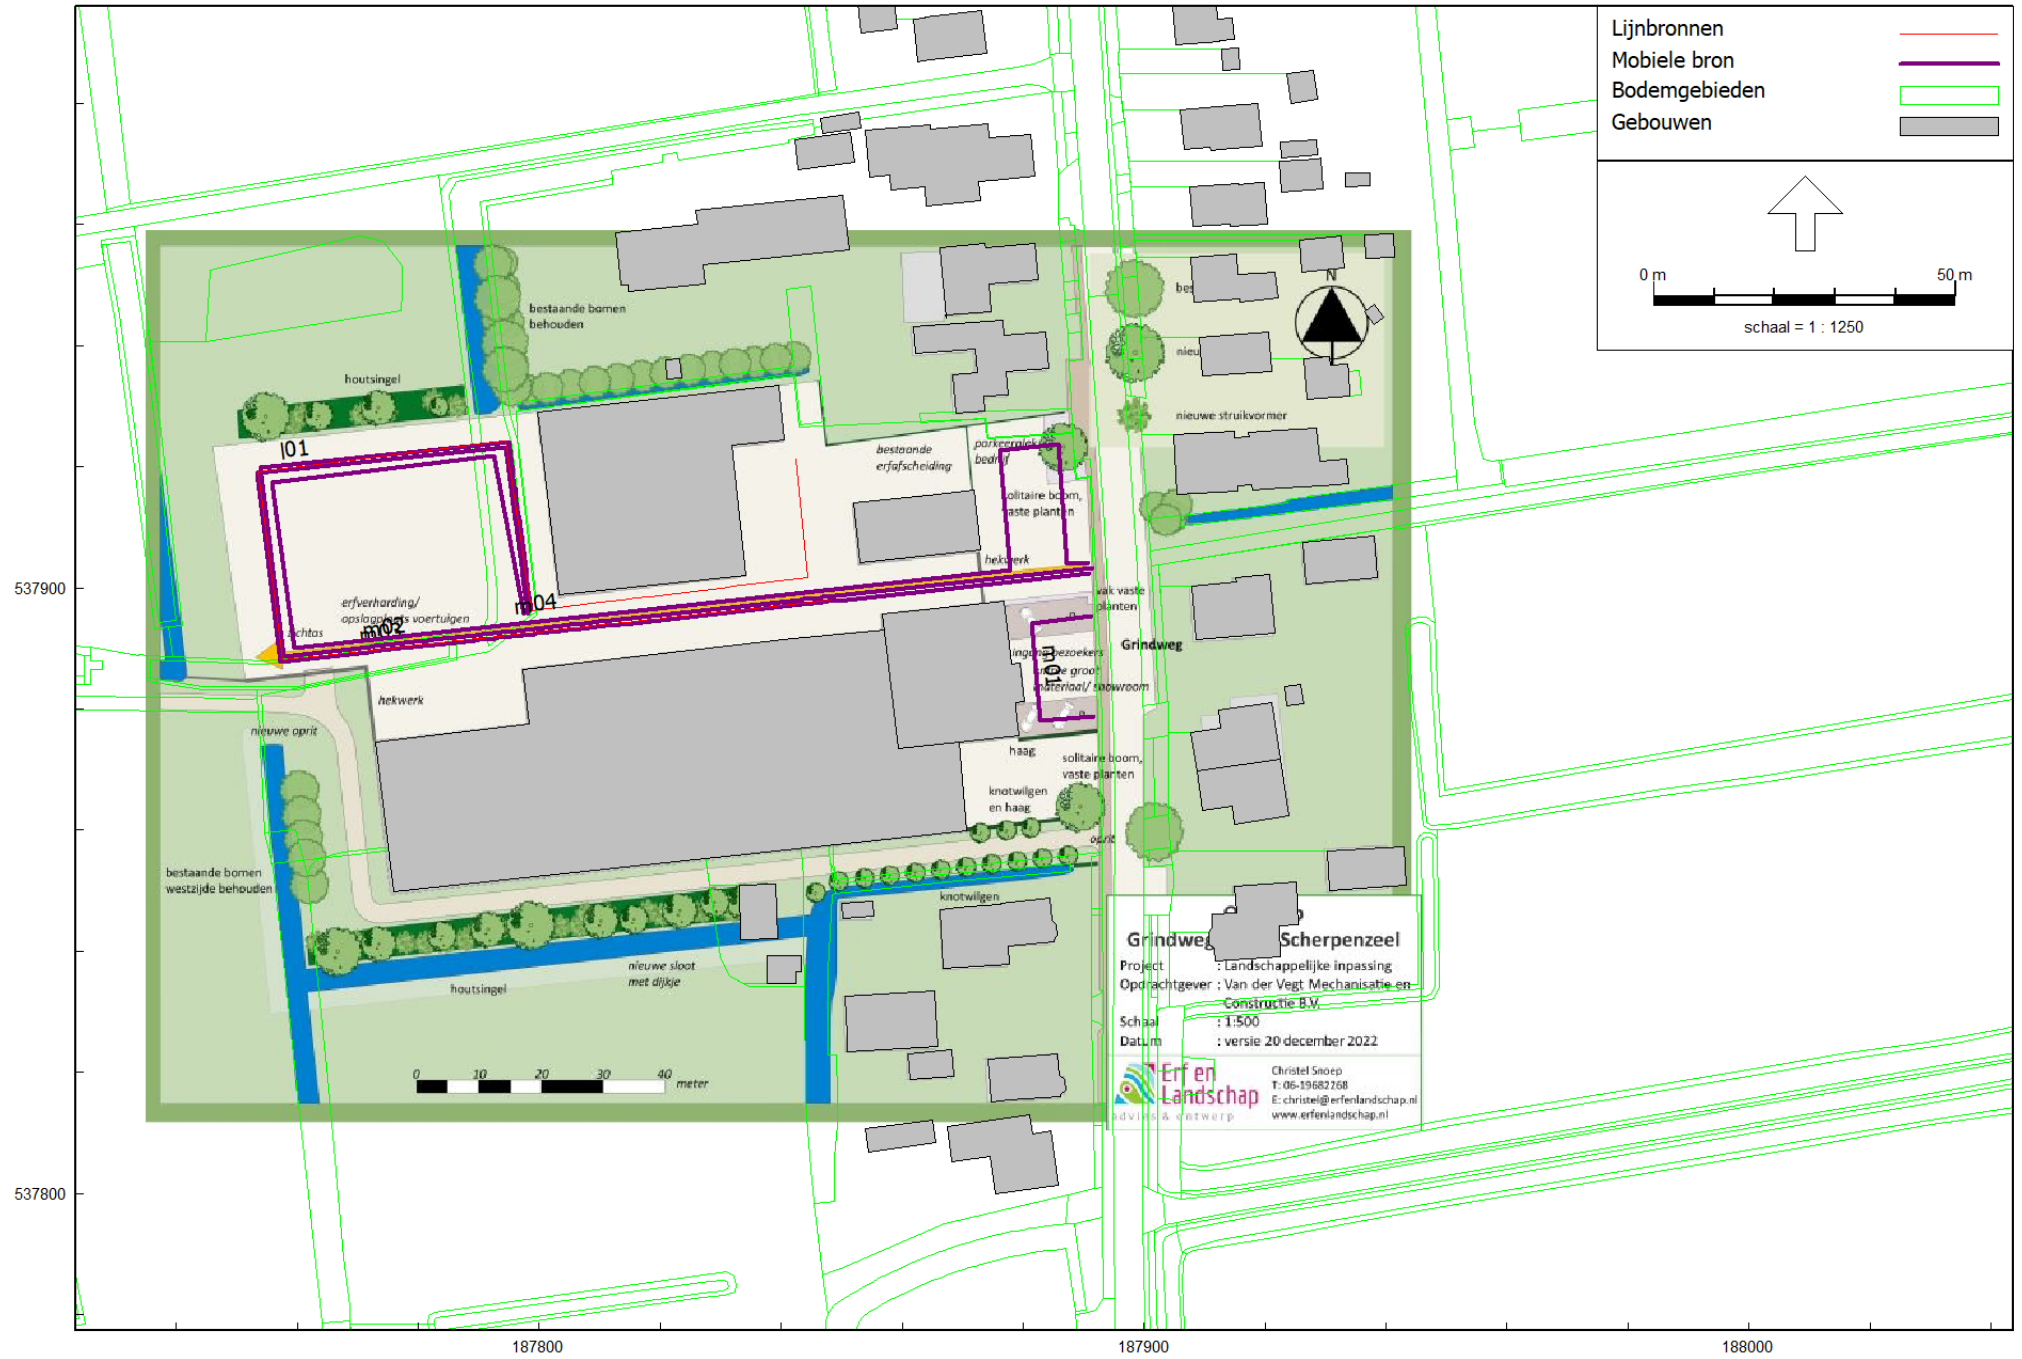 Lijnbronnen
Mobiele bron
Bodemgebieden
Gebouwen
0 m
50 m
schaal = 1 : 1250
N
bestaande bomen
behouden
houtsingel
l01
bestaande
erfafscheiding
bedrijf
solitaire boom,
vaste planten
nieuwe struikvormer
hekwerk
m04
erfverharding/
opslagplaats voertuigen
m02
vak vaste
planten
Grindweg
m01
materiaal/ showroom
hekwerk
nieuwe oprit
haag
solitaire boom,
vaste planten
knotwilgen
en haag
oprit
bestaande bomen
westzijde behouden
knotwilgen
nieuwe sloot
met dijkje
houtsingel
0 10 20 30 40 meter
Grindweg Scherpenzeel
Project : Landschappelijke inpassing
Opdrachtgever : Van der Vegt Mechanisatie en
Constructie B.V.
Schaal : 1:500
Datum : versie 20 december 2022
Erf en
Landschap
advies & ontwerp
Christel Snoep
T: 06-19682268
E: christel@erfenlandschap.nl
www.erfenlandschap.nl
537900
537800
187800
187900
188000